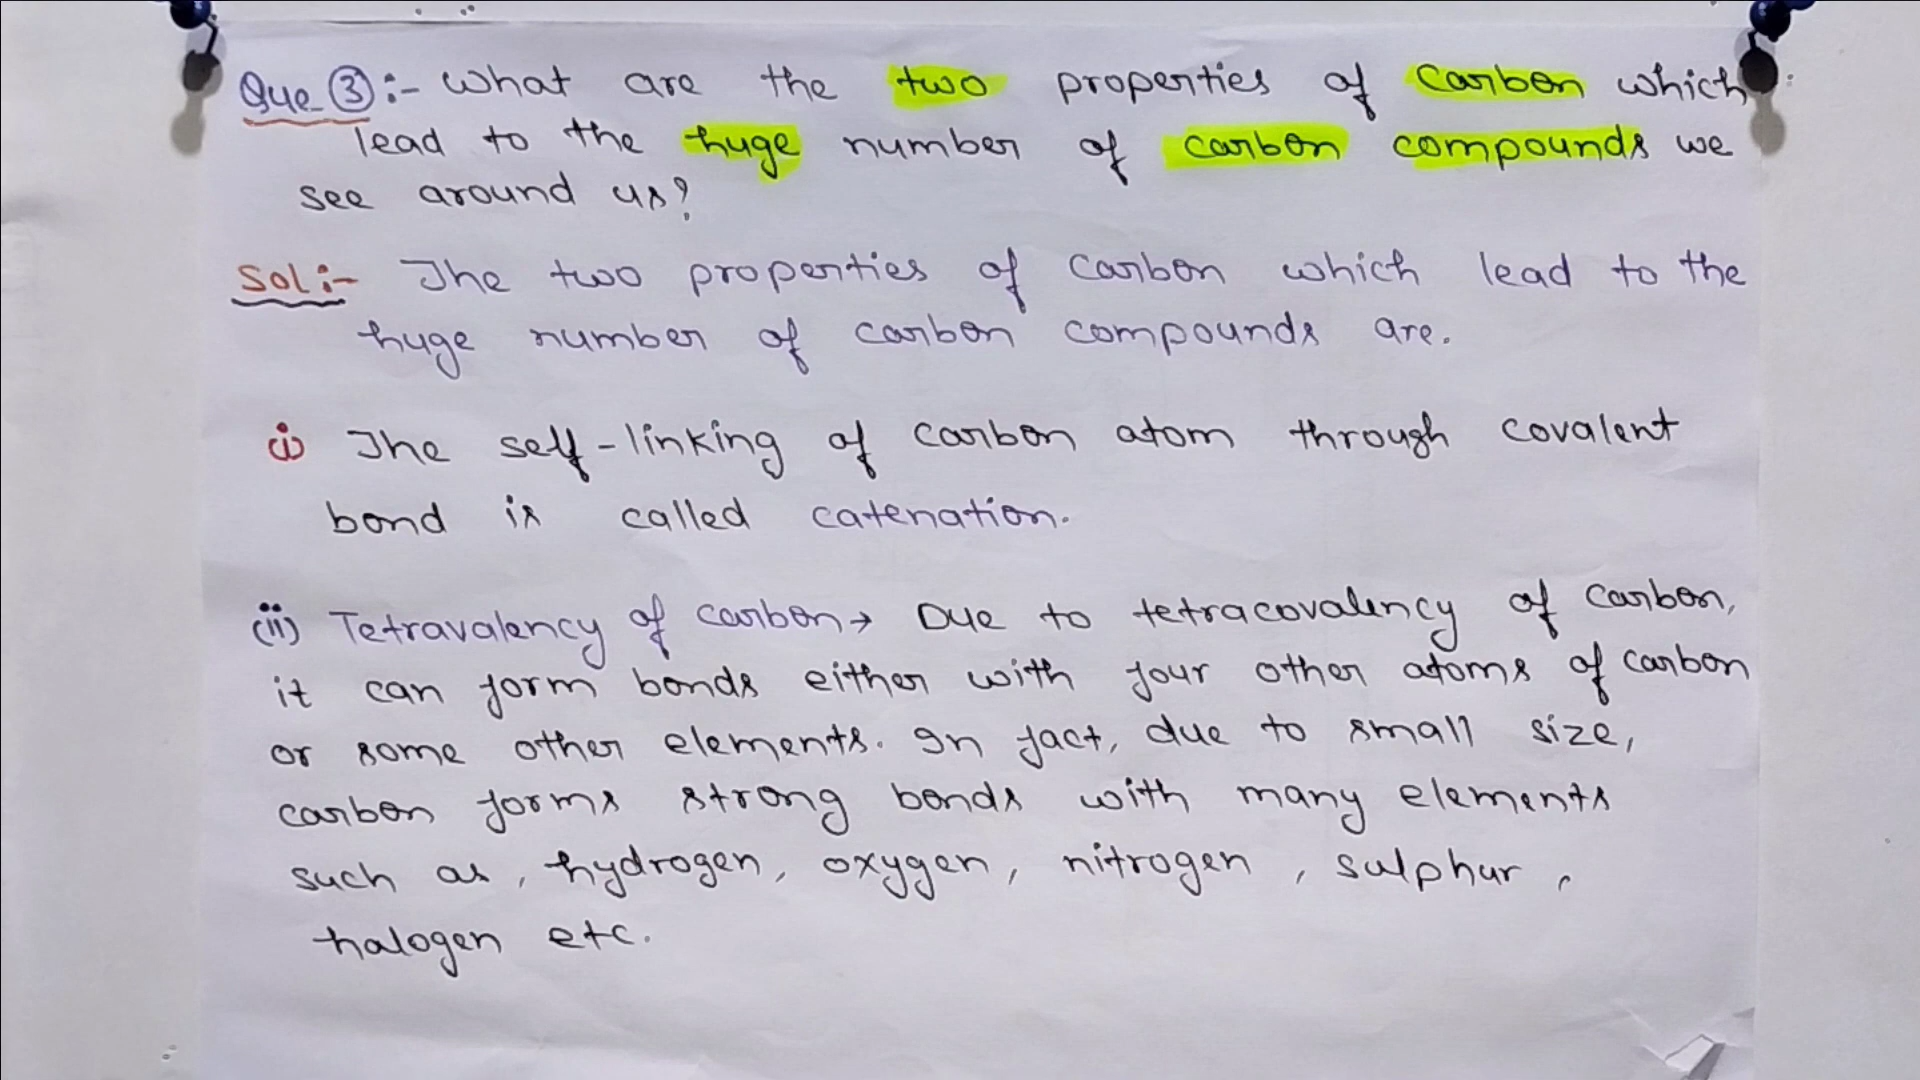 Que ③:- What are the two properties of carbon which
lead to the huge number of carbon compounds we
see around us?
Sol:- The two properties of carbon which lead to the
huge number of carbon compounds are.
(i) The self-linking of carbon atom through covalent
bond is called catenation.
(ii) Tetravalency of carbon → Due to tetracovalency of carbon,
it can form bonds either with four other atoms of carbon
or some other elements. In fact, due to small size,
carbon forms strong bonds with many elements
such as, hydrogen, oxygen, nitrogen, sulphur,
halogen etc.